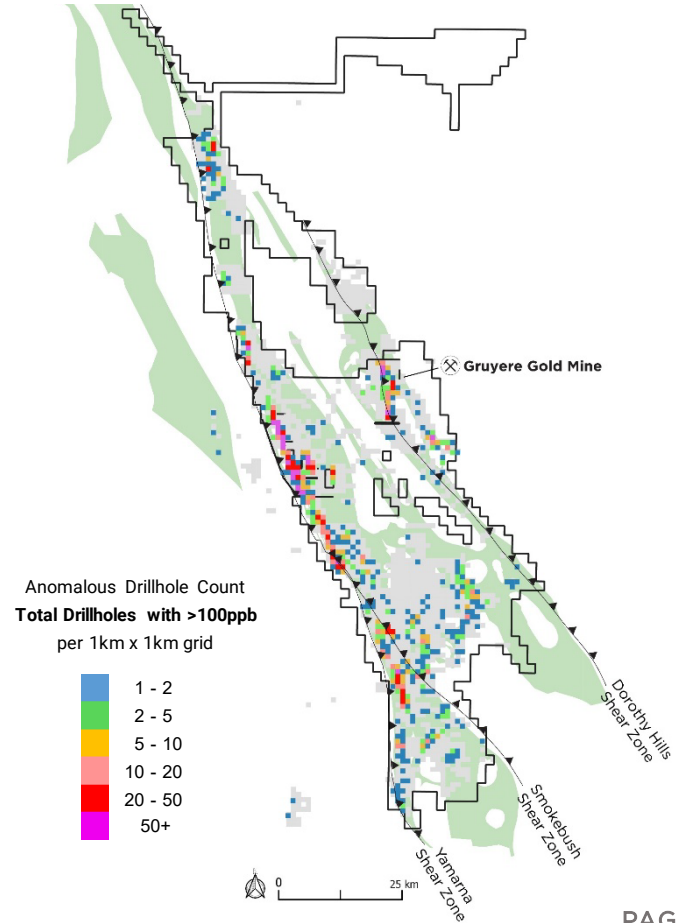 Gruyere Gold Mine
Anomalous Drillhole Count
Total Drillholes with >100ppb
per 1km x 1km grid
1 - 2
2 - 5
5 - 10
10 - 20
20 - 50
50+
Dorothy Hills
Shear Zone
Smokebush
Shear Zone
Yamarna
Shear Zone
0
25 km
PAG